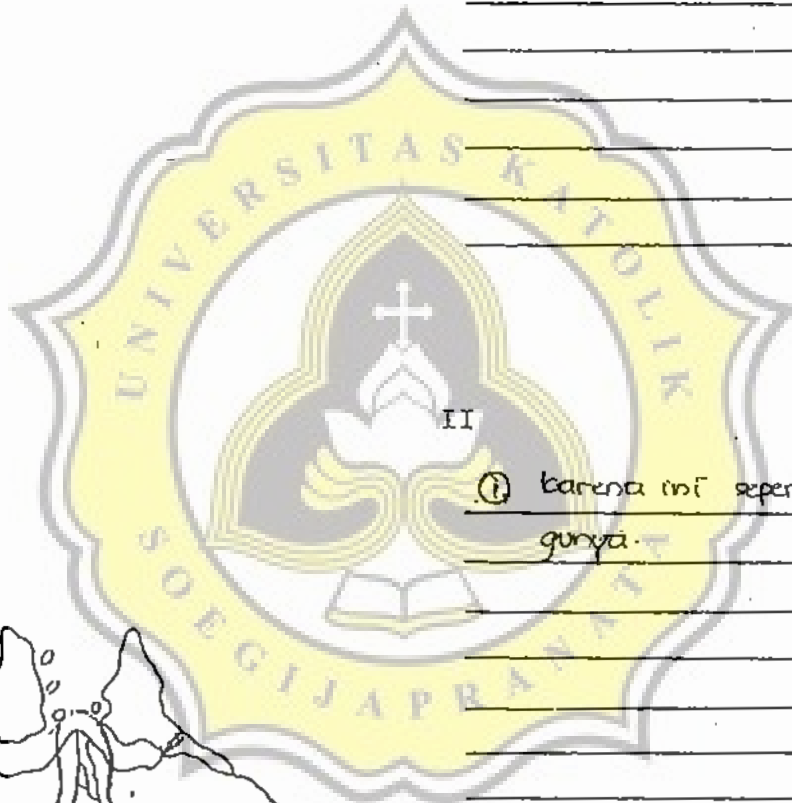 UNIVERSITAS KATOLIK
II
① karena ini seper
gunya.
SOEGIJAPRANATA